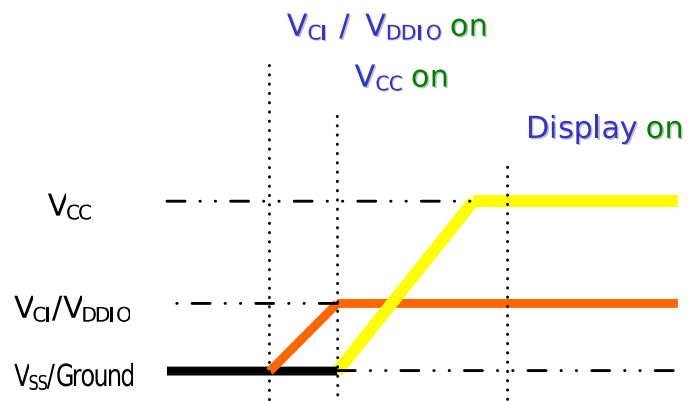 VCI / VDDIO on
VCC on
Display on
VCC
VCI/VDDIO
VSS/Ground